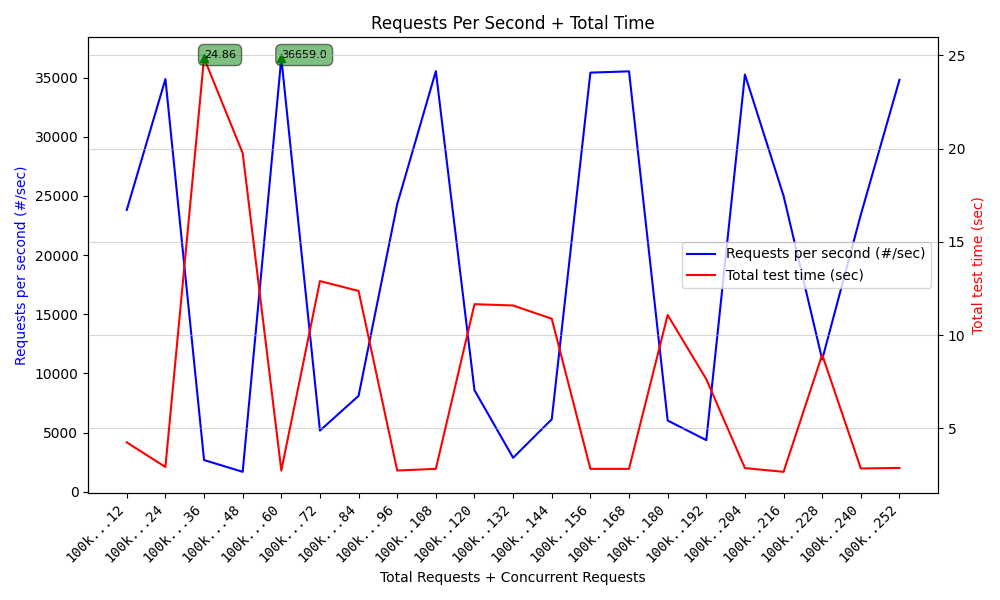 Requests Per Second + Total Time
24.86
36659.0
Requests per second (#/sec)
35000
30000
25000
20000
15000
10000
5000
0
25
20
15
10
5
Total test time (sec)
Requests per second (#/sec)
Total test time (sec)
100k...12
100k...24
100k...36
100k...48
100k...60
100k...72
100k...84
100k...96
100k..108
100k..120
100k..132
100k..144
100k..156
100k..168
100k..180
100k..192
100k..204
100k..216
100k..228
100k..240
100k..252
Total Requests + Concurrent Requests